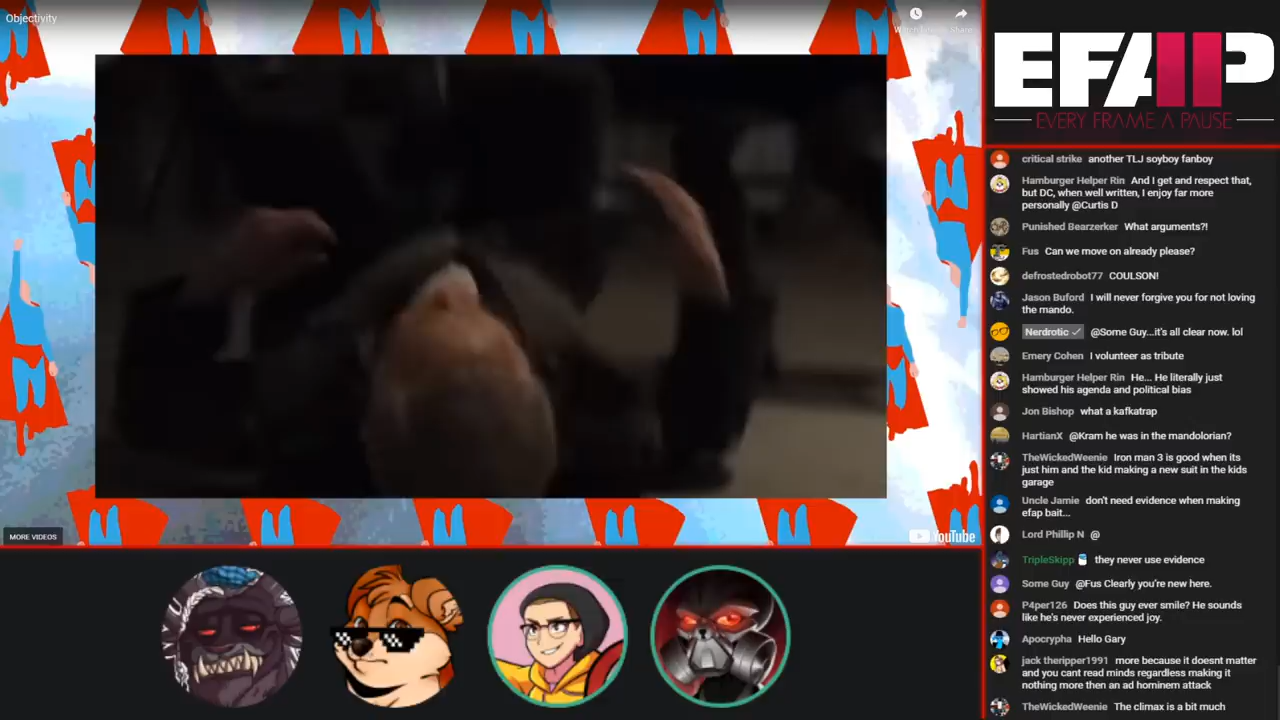 Objectivity
Watch later
Share
MORE VIDEOS
YouTube
EFAP
EVERY FRAME A PAUSE
critical strike another TLJ soyboy fanboy
Hamburger Helper Rin And I get and respect that,
but DC, when well written, I enjoy far more
personally @Curtis D
Punished Bearzerker What arguments?!
Fus Can we move on already please?
defrostedrobot77 COULSON!
Jason Buford I will never forgive you for not loving
the mando.
Nerdrotic @Some Guy...it's all clear now. lol
Emery Cohen I volunteer as tribute
Hamburger Helper Rin He... He literally just
showed his agenda and political bias
Jon Bishop what a kafkatrap
HartianX @Kram he was in the mandolorian?
TheWickedWeenie Iron man 3 is good when its
just him and the kid making a new suit in the kids
garage
Uncle Jamie don't need evidence when making
efap bait...
Lord Phillip N @
TripleSkipp they never use evidence
Some Guy @Fus Clearly you're new here.
P4per126 Does this guy ever smile? He sounds
like he's never experienced joy.
Apocrypha Hello Gary
jack theripper1991 more because it doesnt matter
and you cant read minds regardless making it
nothing more then an ad hominem attack
TheWickedWeenie The climax is a bit much